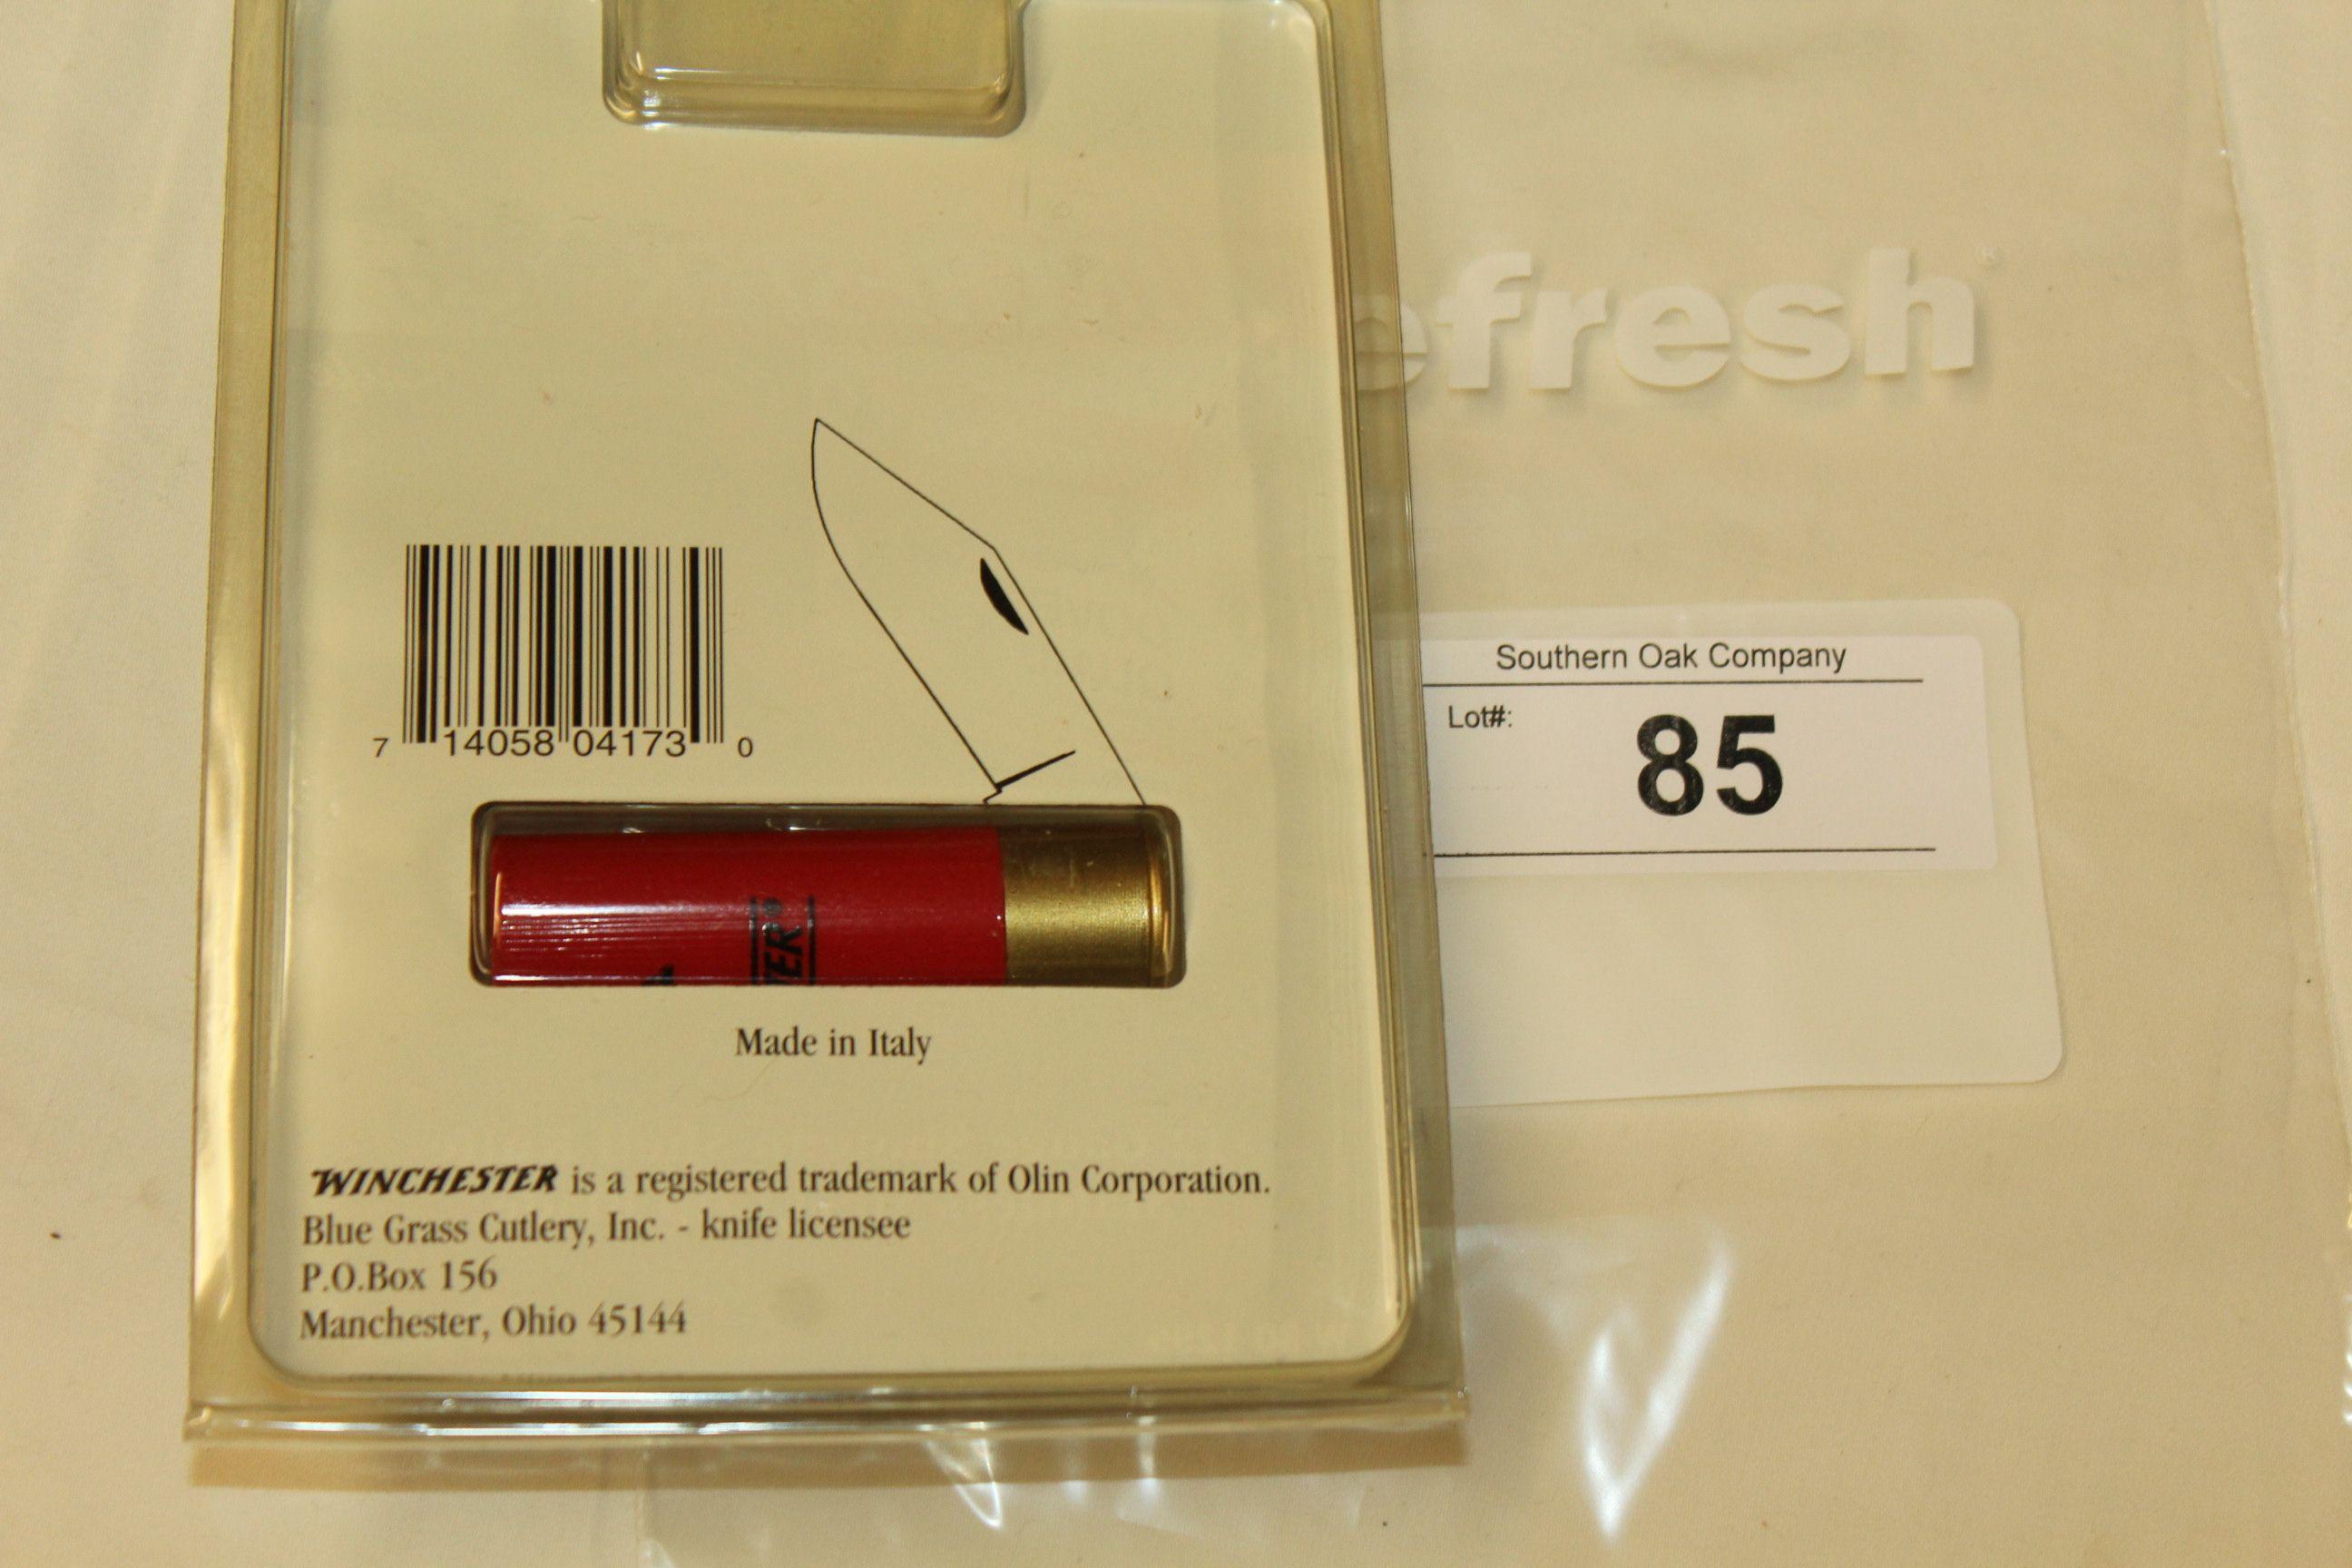 efresh
Southern Oak Company
Lot#: 85
7 14058 04173 0
TER®
Made in Italy
WINCHESTER is a registered trademark of Olin Corporation.
Blue Grass Cutlery, Inc. - knife licensee
P.O.Box 156
Manchester, Ohio 45144